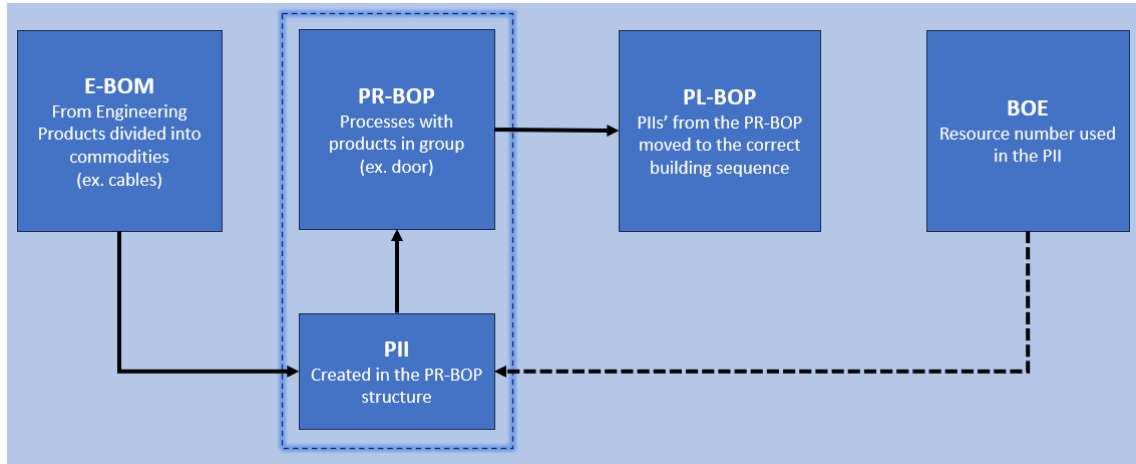 E-BOM
From Engineering
Products divided into
commodities
(ex. cables)
PR-BOP
Processes with
products in group
(ex. door)
PL-BOP
PIIs' from the PR-BOP
moved to the correct
building sequence
BOE
Resource number used
in the PII
PII
Created in the PR-BOP
structure